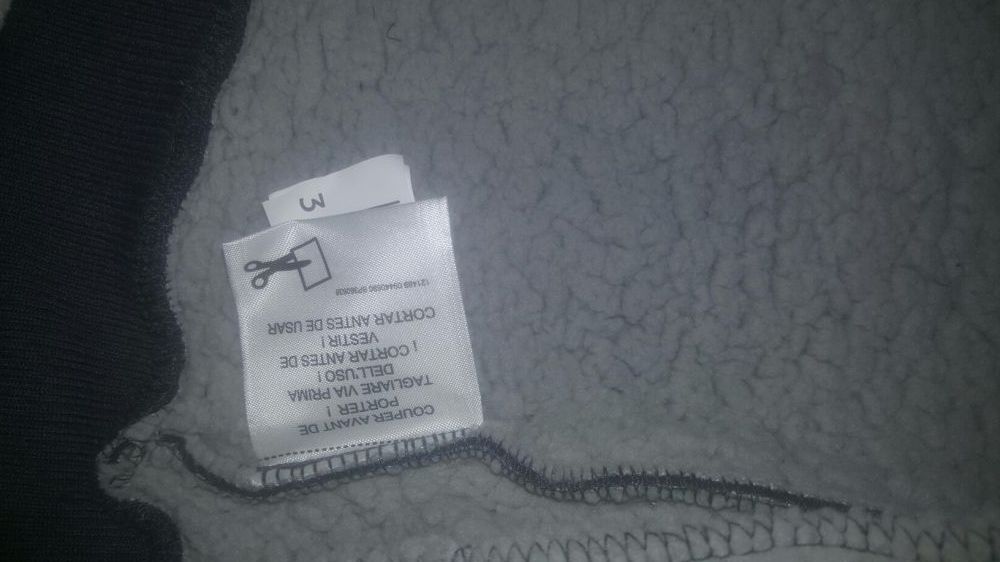 COUPER AVANT DE
PORTER !
TAGLIARE VIA PRIMA
DELL'USO !
¡ CORTAR ANTES DE
VESTIR !
CORTAR ANTES DE USAR
3